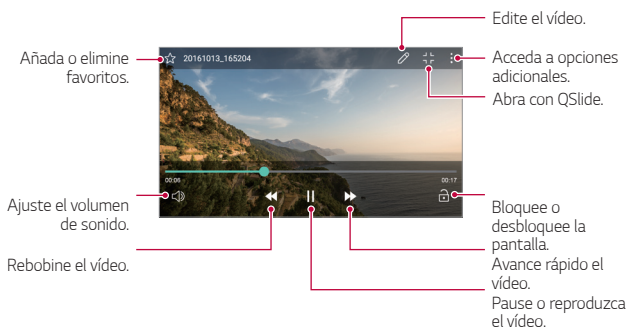 Edite el vídeo.
Añada o elimine
favoritos.
20161013_165204
Acceda a opciones
adicionales.
Abra con QSlide.
00:06
00:17
Ajuste el volumen
de sonido.
Rebobine el vídeo.
Bloquee o
desbloquee la
pantalla.
Avance rápido el
vídeo.
Pause o reproduzca
el vídeo.